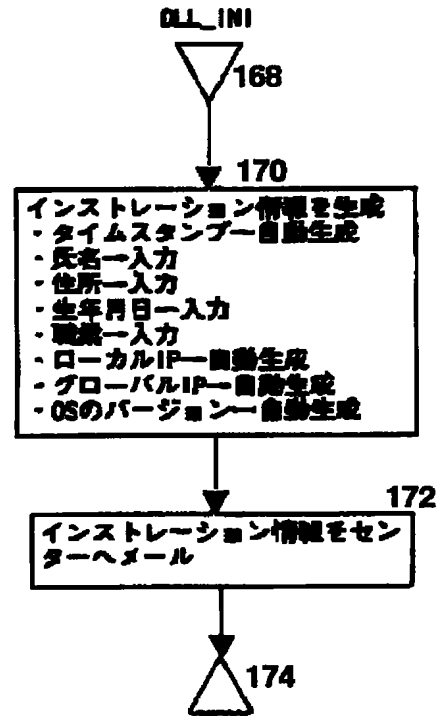 DLL_INI
168
170
インストレーション情報を生成
・タイムスタンプー自動生成
・氏名ー入力
・住所ー入力
・生年月日ー入力
・職業ー入力
・ローカルIPー自動生成
・グローバルIPー自動生成
・OSのバージョンー自動生成
172
インストレーション情報をセン
ターへメール
174